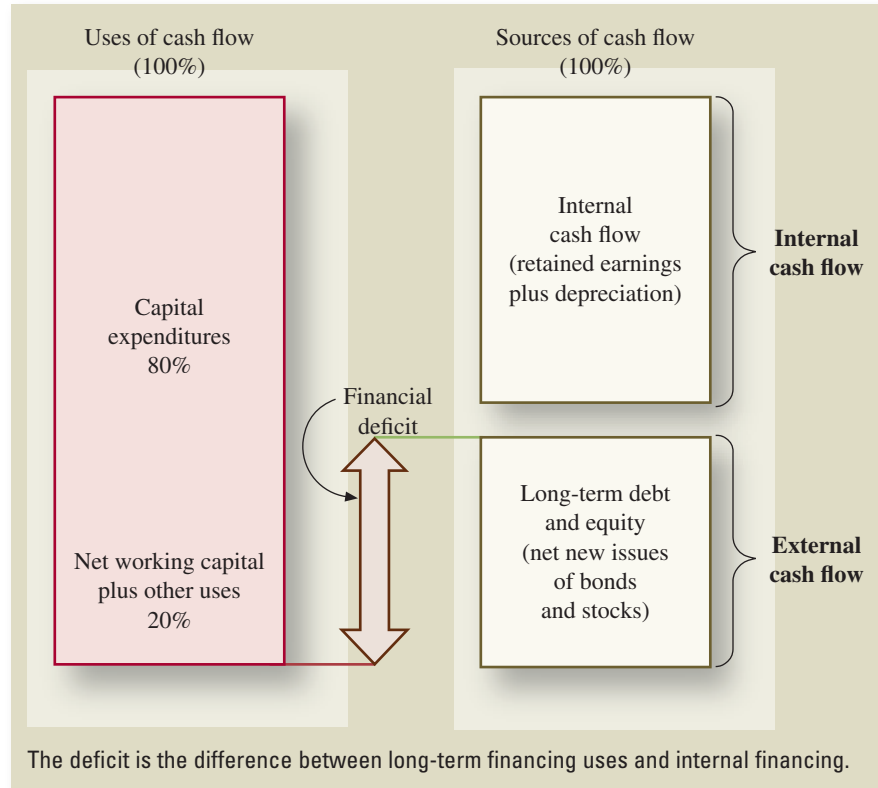 Uses of cash flow
(100%)
Sources of cash flow
(100%)
Capital
expenditures
80%
Net working capital
plus other uses
20%
Financial
deficit
Internal
cash flow
(retained earnings
plus depreciation)
Internal
cash flow
Long-term debt
and equity
(net new issues
of bonds
and stocks)
External
cash flow
The deficit is the difference between long-term financing uses and internal financing.